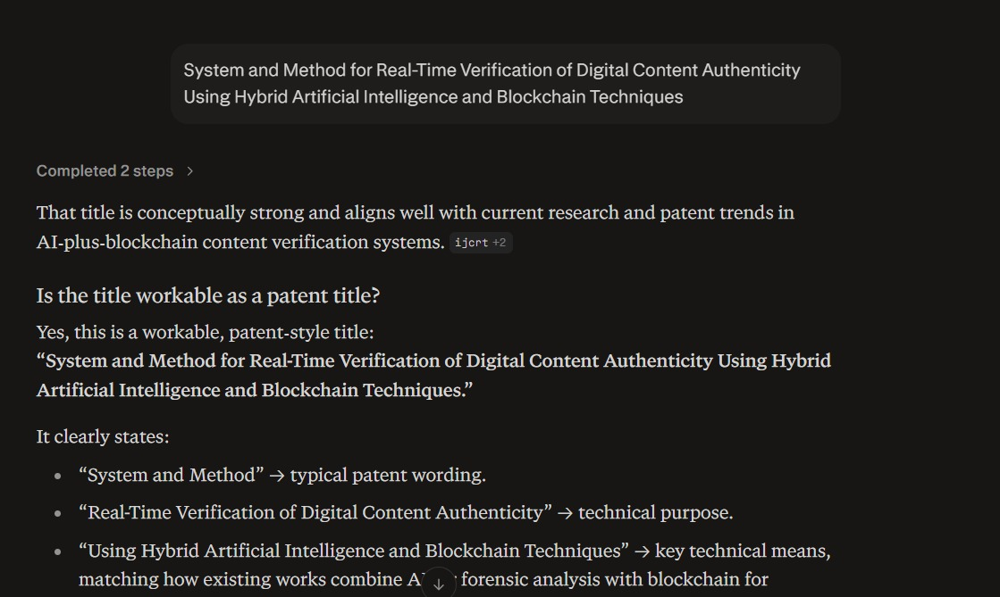 System and Method for Real-Time Verification of Digital Content Authenticity
Using Hybrid Artificial Intelligence and Blockchain Techniques
Completed 2 steps
That title is conceptually strong and aligns well with current research and patent trends in
AI-plus-blockchain content verification systems. ijcrt +2
Is the title workable as a patent title?
Yes, this is a workable, patent-style title:
“System and Method for Real-Time Verification of Digital Content Authenticity Using Hybrid
Artificial Intelligence and Blockchain Techniques.”
It clearly states:
• “System and Method” → typical patent wording.
• “Real-Time Verification of Digital Content Authenticity” → technical purpose.
• “Using Hybrid Artificial Intelligence and Blockchain Techniques” → key technical means,
matching how existing works combine forensic analysis with blockchain for